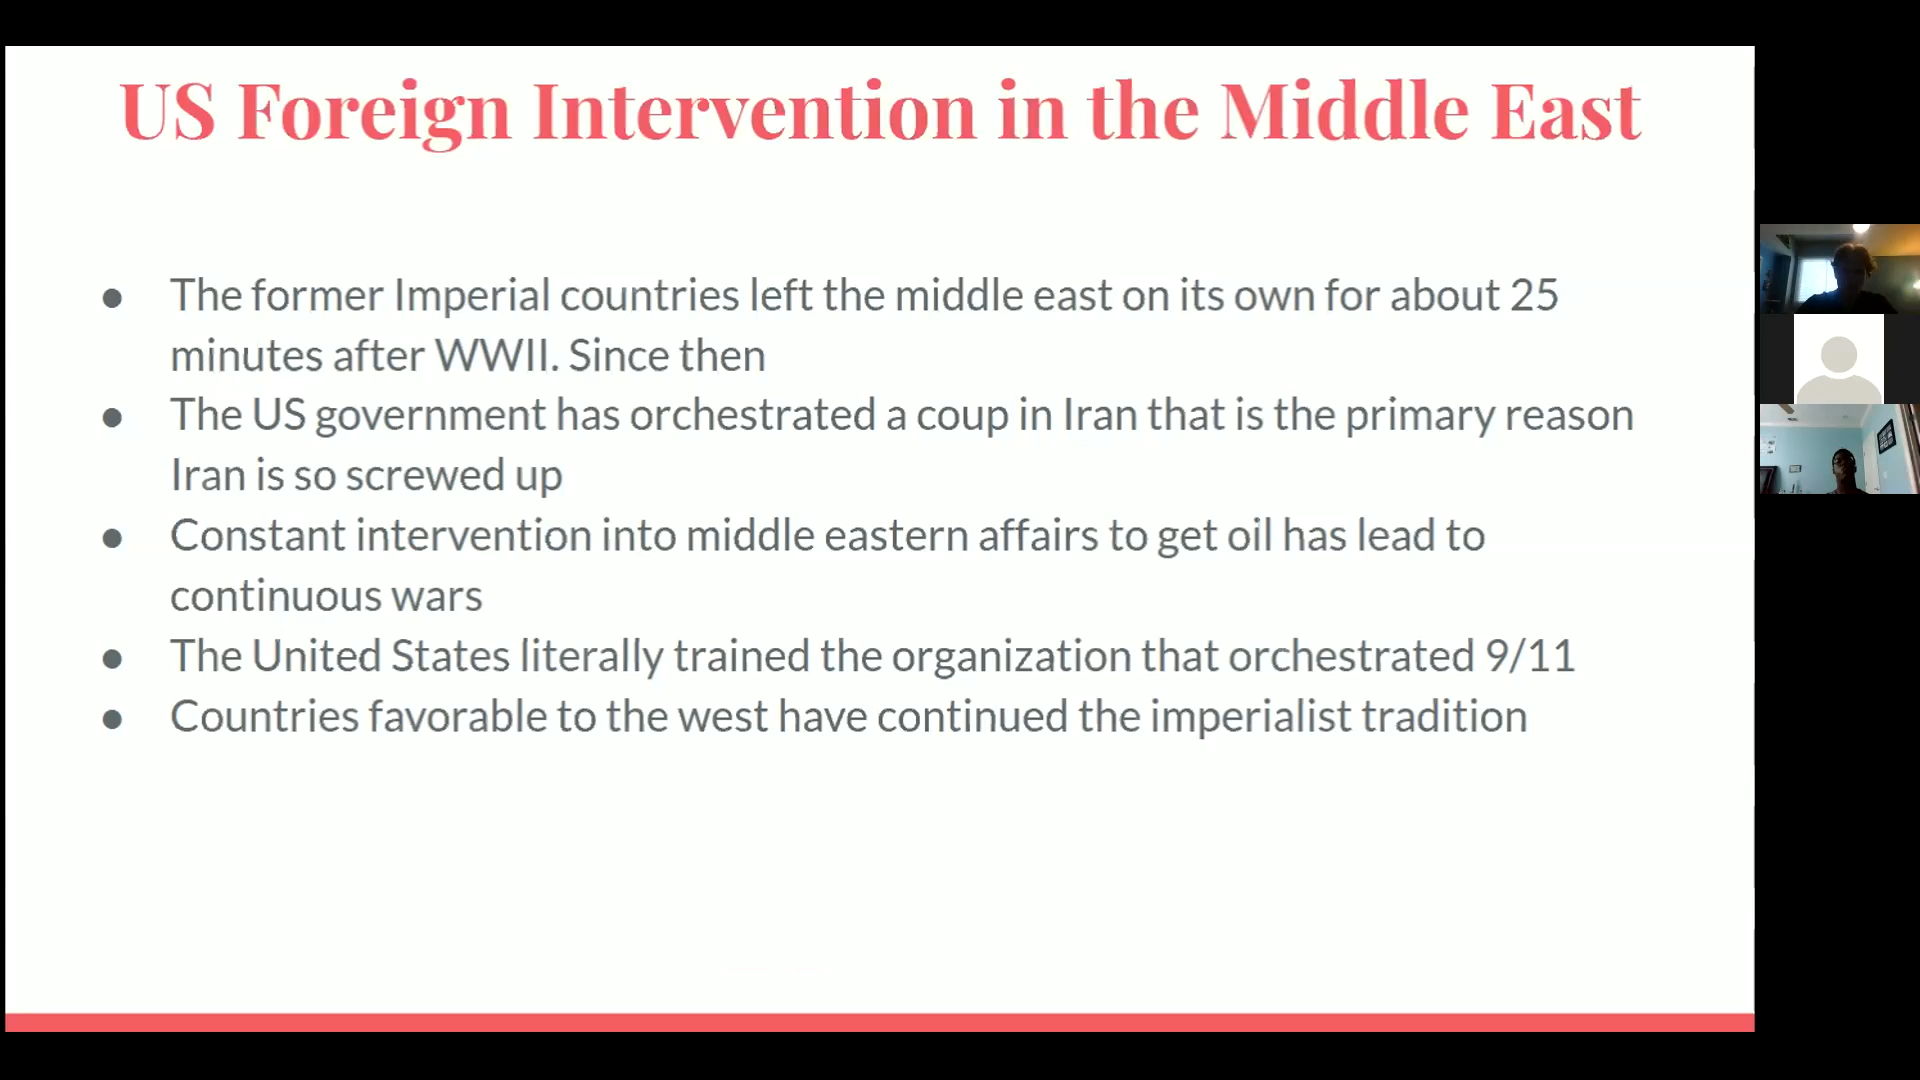 US Foreign Intervention in the Middle East
● The former Imperial countries left the middle east on its own for about 25
minutes after WWII. Since then
● The US government has orchestrated a coup in Iran that is the primary reason
Iran is so screwed up
● Constant intervention into middle eastern affairs to get oil has lead to
continuous wars
● The United States literally trained the organization that orchestrated 9/11
● Countries favorable to the west have continued the imperialist tradition